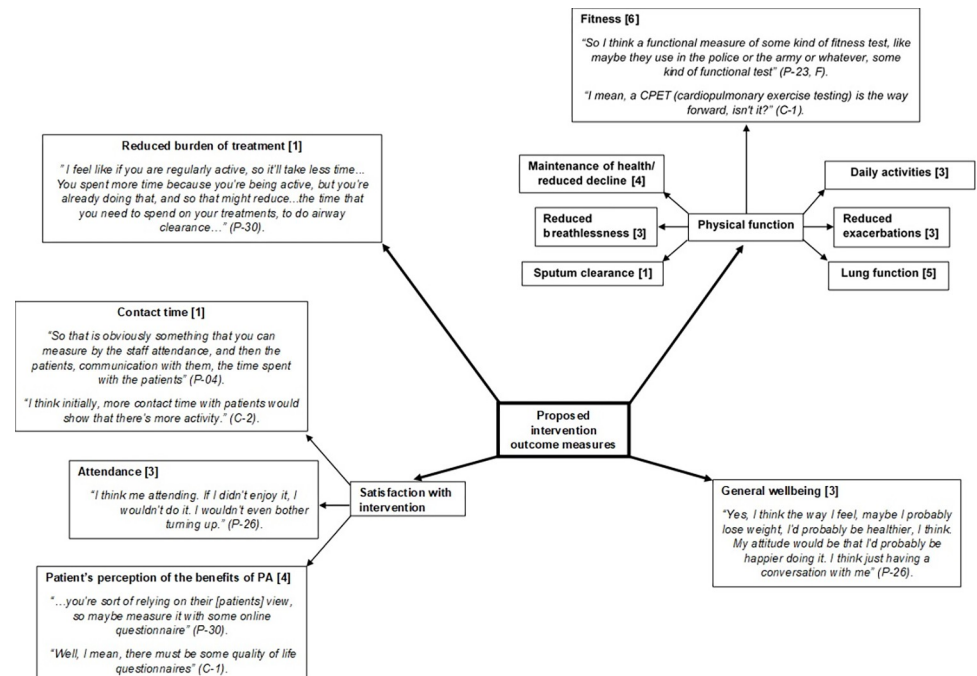 Fitness [6]
“So I think a functional measure of some kind of fitness test, like
maybe they use in the police or the army or whatever, some
kind of functional test” (P-23, F).
“I mean, a CPET (cardiopulmonary exercise testing) is the way
forward, isn't it?” (C-1).
Reduced burden of treatment [1]
“ I feel like if you are regularly active, so it'll take less time...
You spent more time because you're being active, but you're
already doing that, and so that might reduce...the time that
you need to spend on your treatments, to do airway
clearance...” (P-30).
Maintenance of health/
reduced decline [4]
Daily activities [3]
Reduced
breathlessness [3]
Physical function
Reduced
exacerbations [3]
Sputum clearance [1]
Lung function [5]
Contact time [1]
“So that is obviously something that you can
measure by the staff attendance, and then the
patients, communication with them, the time spent
with the patients” (P-04).
“I think initially, more contact time with patients would
show that there's more activity.” (C-2).
Proposed
intervention
outcome measures
Attendance [3]
“I think me attending. If I didn't enjoy it, I
wouldn't do it. I wouldn't even bother
turning up.” (P-26).
Satisfaction with
intervention
General wellbeing [3]
“Yes, I think the way I feel, maybe I probably
lose weight, I'd probably be healthier, I think.
My attitude would be that I'd probably be
happier doing it. I think just having a
conversation with me” (P-26).
Patient's perception of the benefits of PA [4]
“...you're sort of relying on their [patients] view,
so maybe measure it with some online
questionnaire” (P-30).
“Well, I mean, there must be some quality of life
questionnaires” (C-1).